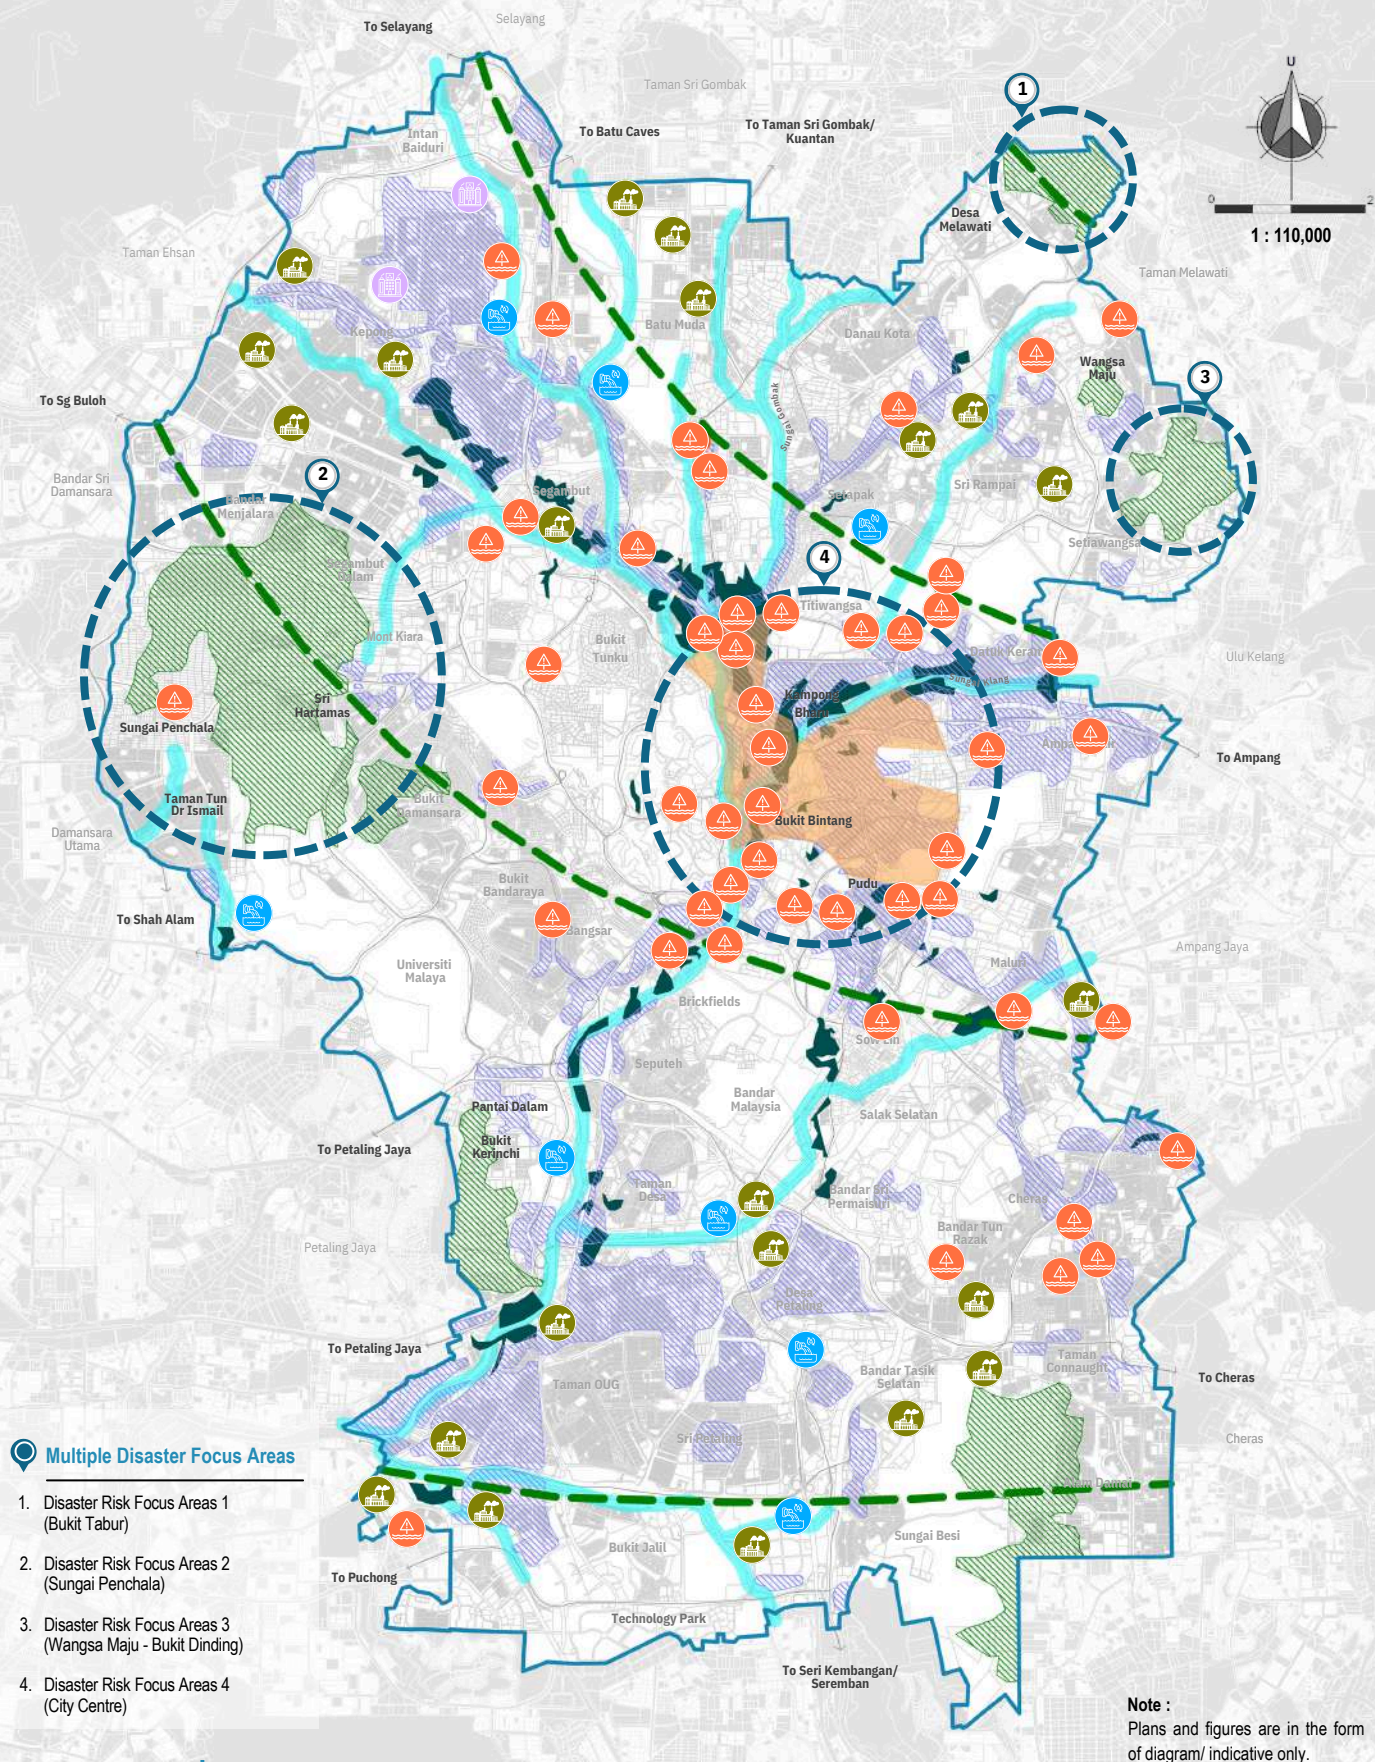 To Selayang
Selayang
Taman Sri Gombak
To Batu Caves
To Taman Sri Gombak/
Kuantan
1
U
0
2
1 : 110,000
Intan
Baiduri
Desa
Melawati
Taman Ehsan
Taman Melawati
Kepong
Batu Muda
Danau Kota
Wangsa
Maju
3
To Sg Buloh
Sungai Gombak
Bandar Sri
Damansara
2
Bandar
Menjalara
Segambut
Setapak
Sri Rampai
Setiawangsa
Segambut
Dalam
4
Titiwangsa
Mont Kiara
Bukit
Tunku
Datuk Keramat
Sungai Klang
Ulu Kelang
Sri
Hartamas
Kampong
Bharu
Sungai Penchala
To Ampang
Taman Tun
Dr Ismail
Bukit
Damansara
Bukit Bintang
Damansara
Utama
Bukit
Bandaraya
Pudu
To Shah Alam
Bangsar
Universiti
Malaya
Maluri
Ampang Jaya
Brickfields
Sow Lin
Seputeh
Bandar
Malaysia
Salak Selatan
Pantai Dalam
Bukit
Kerinchi
To Petaling Jaya
Taman
Desa
Bandar Sri
Permaisuri
Cheras
Bandar Tun
Razak
Petaling Jaya
Desa
Petaling
To Petaling Jaya
Taman OUG
Bandar Tasik
Selatan
Taman
Connaught
To Cheras
Cheras
Sri Petaling
Alam Damai
Multiple Disaster Focus Areas
1. Disaster Risk Focus Areas 1
(Bukit Tabur)
2. Disaster Risk Focus Areas 2
(Sungai Penchala)
3. Disaster Risk Focus Areas 3
(Wangsa Maju - Bukit Dinding)
4. Disaster Risk Focus Areas 4
(City Centre)
Sungai Besi
Bukit Jalil
To Puchong
Technology Park
To Seri Kembangan/
Seremban
Note :
Plans and figures are in the form
of diagram/ indicative only.